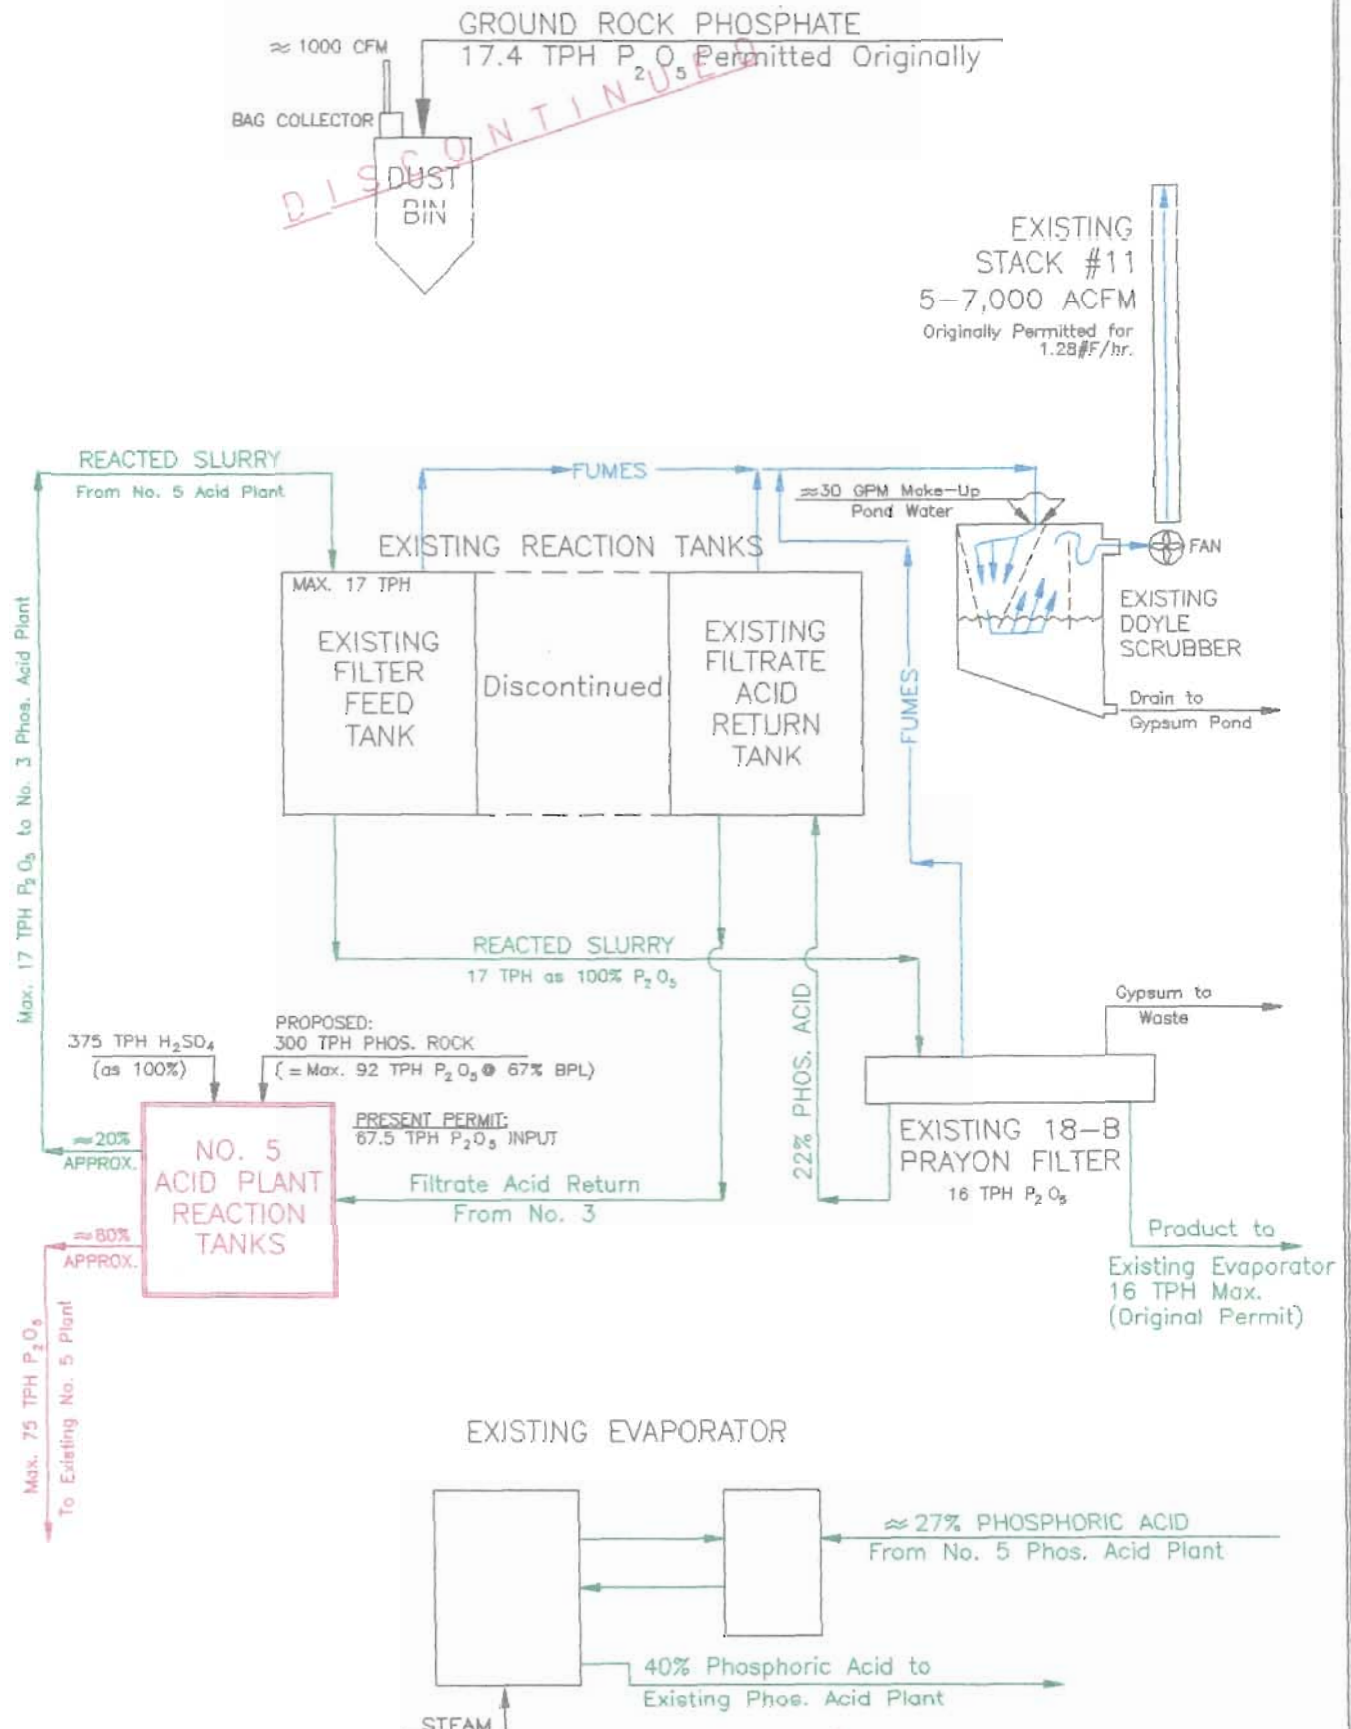 GROUND ROCK PHOSPHATE
17.4 TPH P2O5 Permitted Originally
≈ 1000 CFM
BAG COLLECTOR
DISCONTINUED
DUST
BIN
EXISTING
STACK #11
5-7,000 ACFM
Originally Permitted for
1.28#F/hr.
REACTED SLURRY
From No. 5 Acid Plant
FUMES
≈30 GPM Make-Up
Pond Water
FAN
EXISTING REACTION TANKS
MAX. 17 TPH
EXISTING
FILTER
FEED
TANK
Discontinued
EXISTING
FILTRATE
ACID
RETURN
TANK
EXISTING
DOYLE
SCRUBBER
FUMES
Drain to
Gypsum Pond
Max. 17 TPH P2O5 to No. 3 Phos. Acid Plant
REACTED SLURRY
17 TPH as 100% P2O5
22% PHOS. ACID
Gypsum to
Waste
375 TPH H2SO4
(as 100%)
PROPOSED:
300 TPH PHOS. ROCK
(=Max. 92 TPH P2O5@ 67% BPL)
PRESENT PERMIT:
67.5 TPH P2O5 INPUT
≈20%
APPROX.
NO. 5
ACID PLANT
REACTION
TANKS
≈80%
APPROX.
Filtrate Acid Return
From No. 3
EXISTING 18-B
PRAYON FILTER
16 TPH P2O5
Product to
Existing Evaporator
16 TPH Max.
(Original Permit)
Max. 75 TPH P2O5
To Existing No. 5 Plant
EXISTING EVAPORATOR
≈27% PHOSPHORIC ACID
From No. 5 Phos. Acid Plant
40% Phosphoric Acid to
Existing Phos. Acid Plant
STEAM